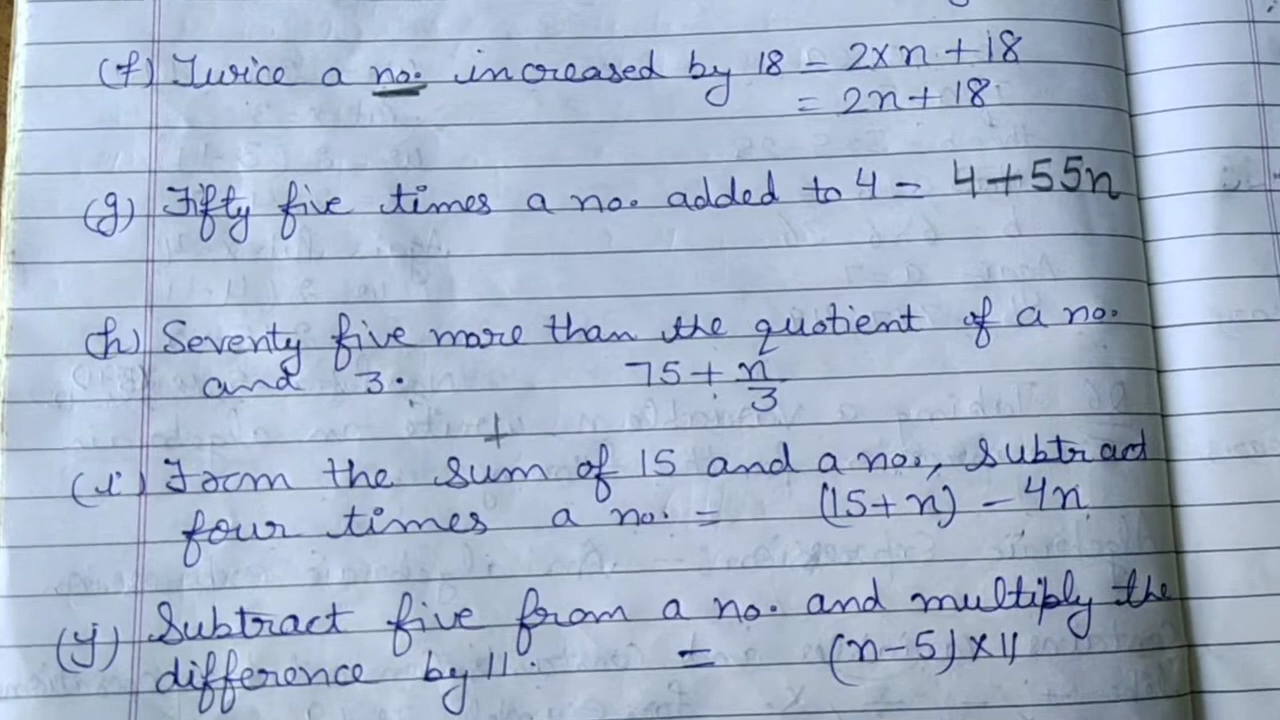 (f) Twice a no. increased by 18 = 2×n+18
= 2n+18
(g) Fifty five times a no. added to 4 = 4+55n
(h) Seventy five more than the quotient of a no.
and 3. 75+n/3
+
(i) Form the sum of 15 and a no., subtract
four times a no. = (15+n) - 4n
(j) Subtract five from a no. and multiply the
difference by 11. = (n-5)×11